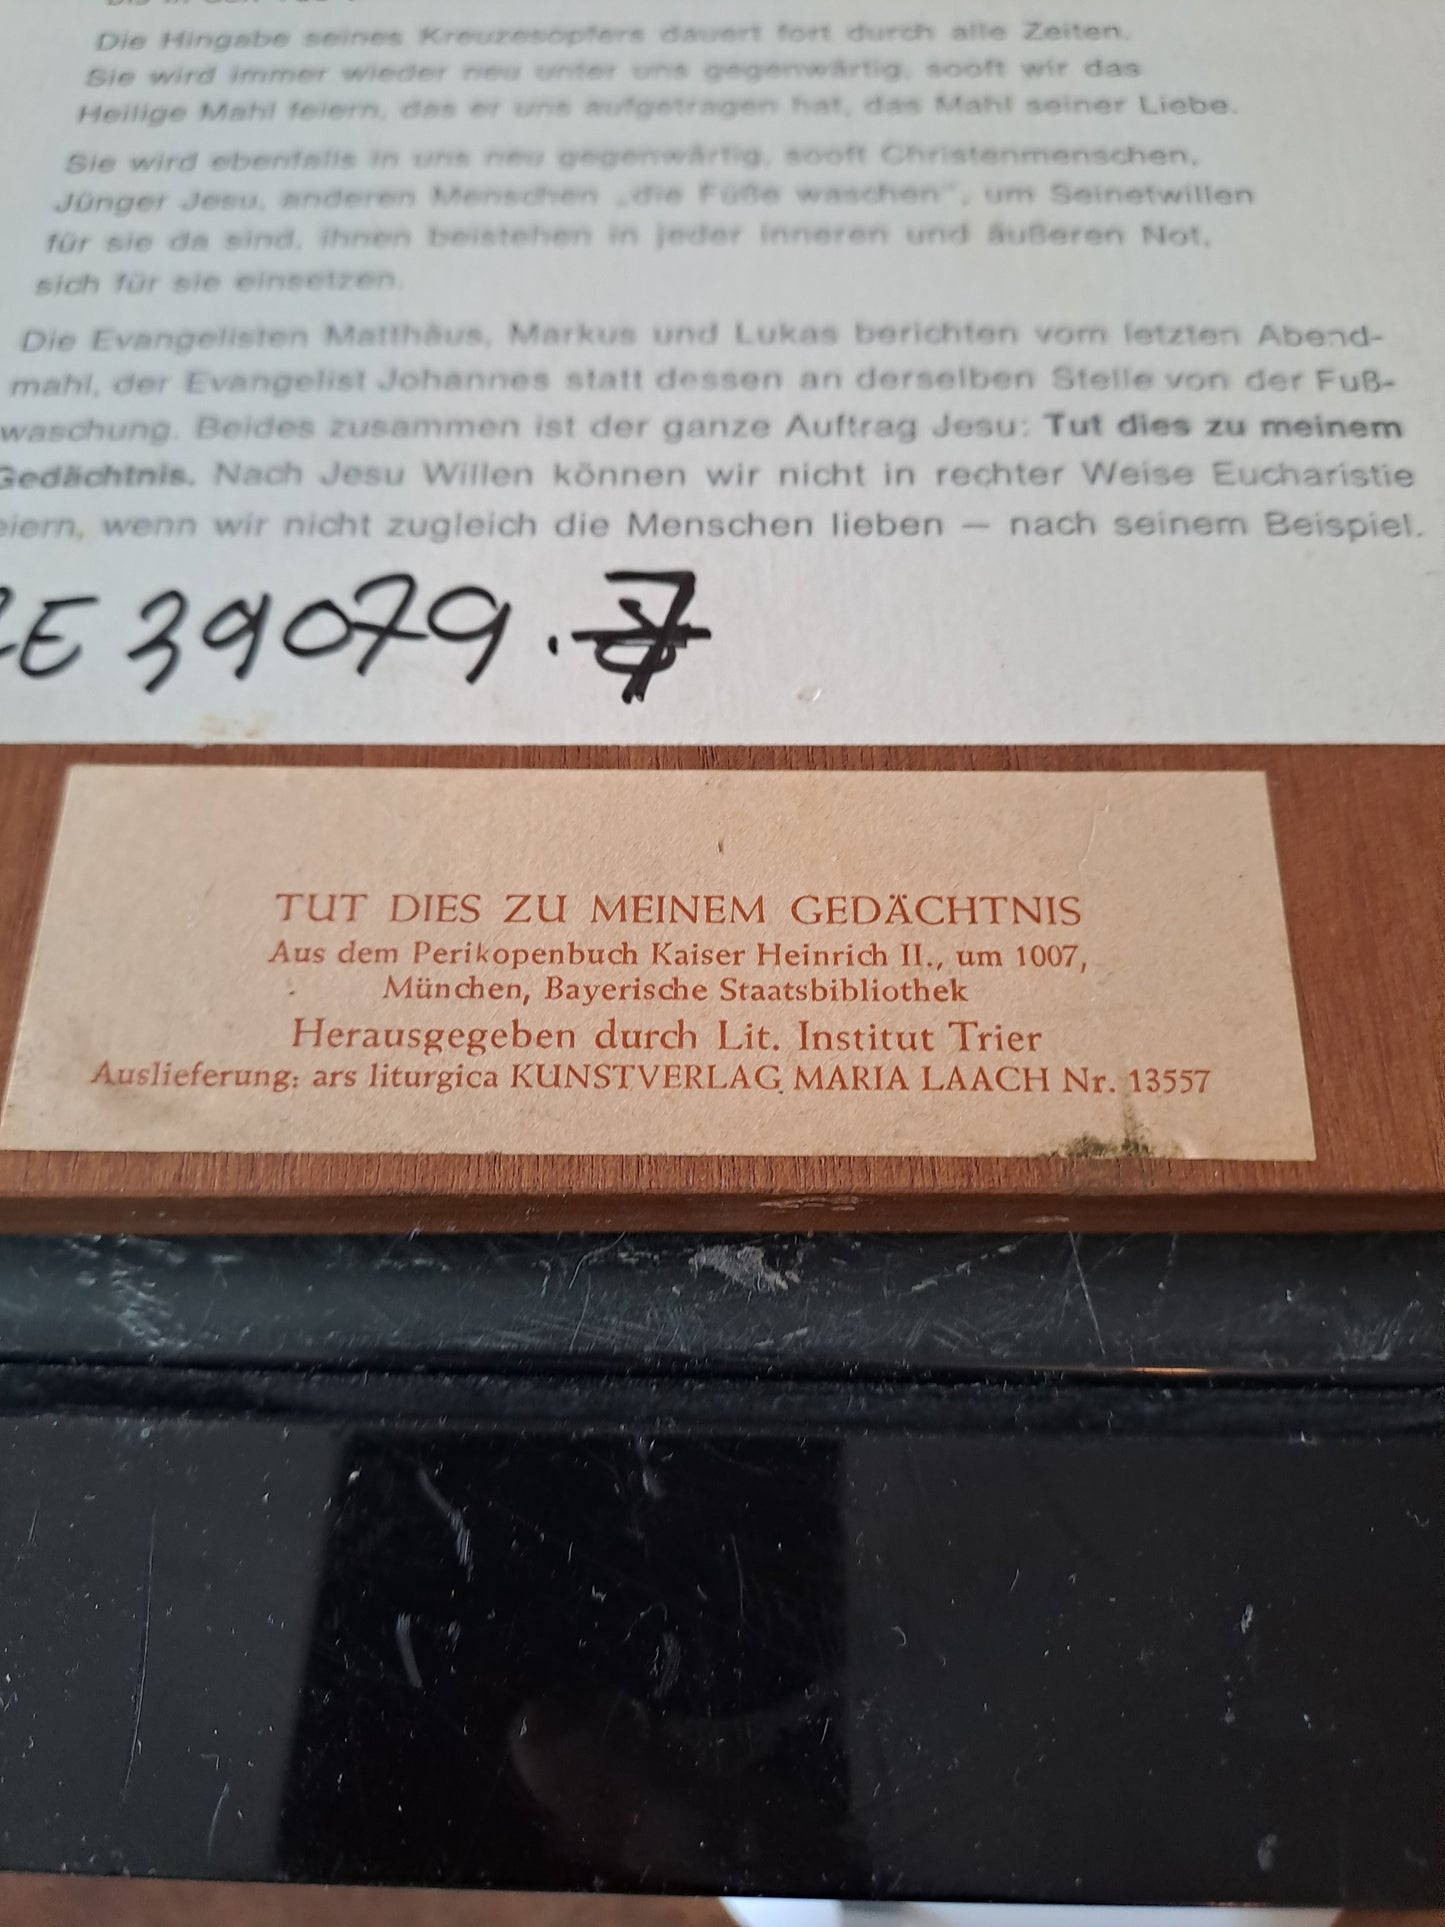 Die Hingabe seines Kreuzesopfers dauert fort durch alle Zeiten.
Sie wird immer wieder neu unter uns gegenwärtig, sooft wir das
Heilige Mahl feiern, das er uns aufgetragen hat, das Mahl seiner Liebe.
Sie wird ebenfalls in uns neu gegenwärtig, sooft Christenmenschen,
Jünger Jesu, anderen Menschen „die Füße waschen“, um Seinetwillen
für sie da sind, ihnen beistehen in jeder inneren und äußeren Not,
sich für sie einsetzen.
Die Evangelisten Matthäus, Markus und Lukas berichten vom letzten Abend-
mahl, der Evangelist Johannes statt dessen an derselben Stelle von der Fuß-
waschung. Beides zusammen ist der ganze Auftrag Jesu: Tut dies zu meinem
Gedächtnis. Nach Jesu Willen können wir nicht in rechter Weise Eucharistie
eiern, wenn wir nicht zugleich die Menschen lieben — nach seinem Beispiel.
E 39079.7
TUT DIES ZU MEINEM GEDÄCHTNIS
Aus dem Perikopenbuch Kaiser Heinrich II., um 1007,
München, Bayerische Staatsbibliothek
Herausgegeben durch Lit. Institut Trier
Auslieferung: ars liturgica KUNSTVERLAG MARIA LAACH Nr. 13557